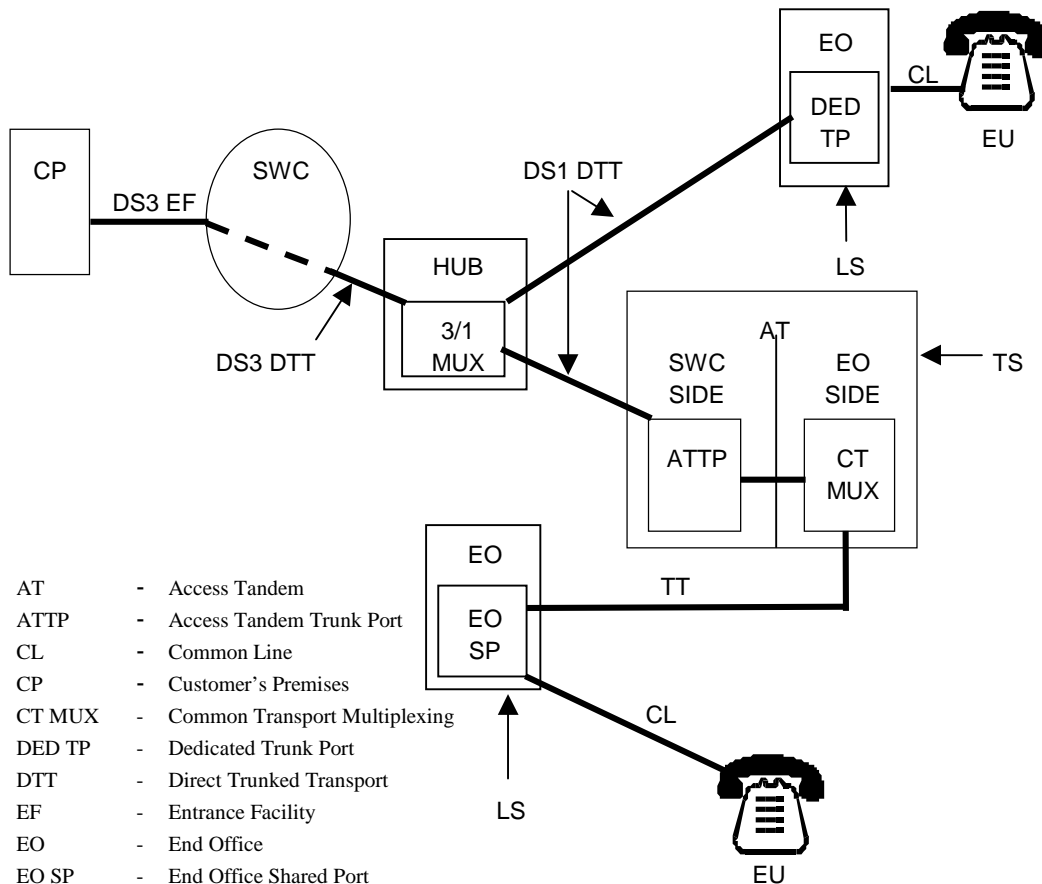 EO
CL
DED
TP
EU
CP
SWC
DS1 DTT
DS3 EF
LS
HUB
3/1
MUX
DS3 DTT
AT
SWC
SIDE
EO
SIDE
TS
ATTP
CT
MUX
EO
TT
EO
SP
CL
LS
EU
AT - Access Tandem
ATTP - Access Tandem Trunk Port
CL - Common Line
CP - Customer's Premises
CT MUX - Common Transport Multiplexing
DED TP - Dedicated Trunk Port
DTT - Direct Trunked Transport
EF - Entrance Facility
EO - End Office
EO SP - End Office Shared Port